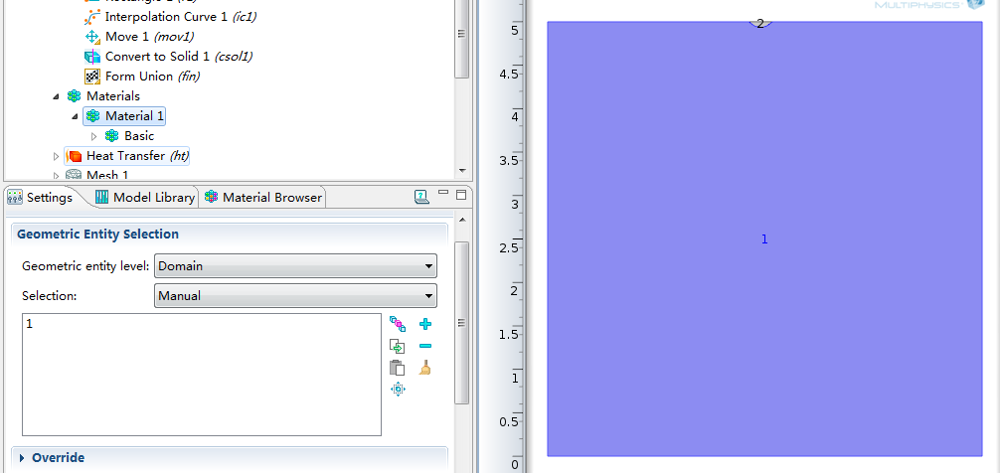 Interpolation Curve 1 (ic1)
Move 1 (mov1)
Convert to Solid 1 (csol1)
Form Union (fin)
Materials
Material 1
Basic
Heat Transfer (ht)
Mesh 1
Settings
Model Library
Material Browser
Geometric Entity Selection
Geometric entity level: Domain
Selection: Manual
1
Override
MULTIPHYSICS
5
4.5
4
3.5
3
2.5
2
1.5
1
0.5
0
2
1